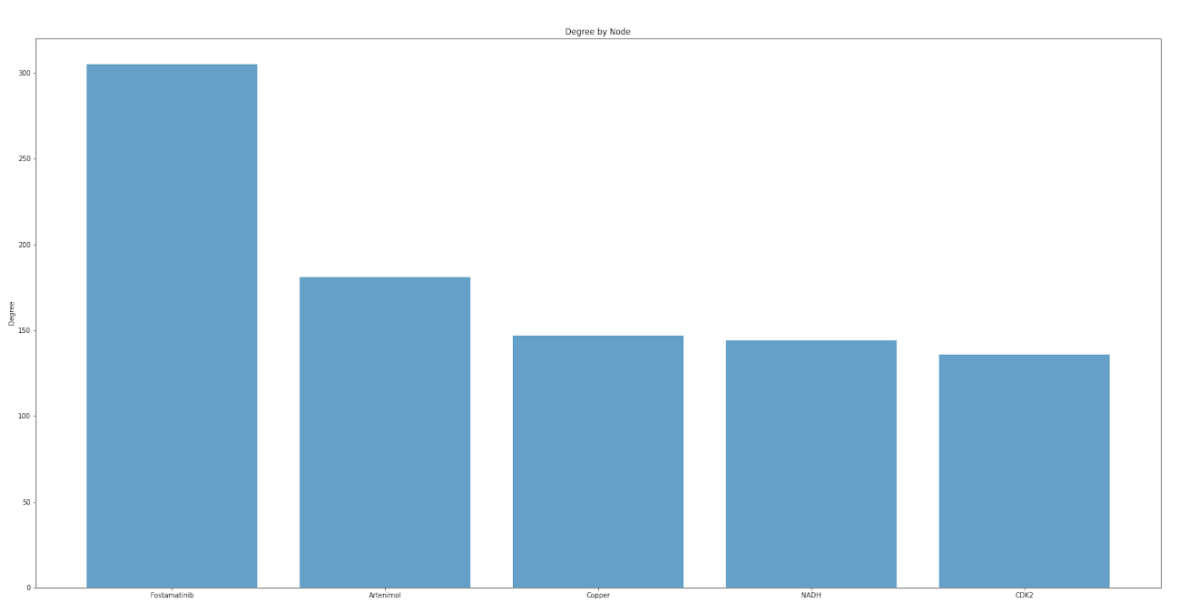 Degree by Node
300
250
200
150
100
50
0
Degree
Fostamatinib
Artenimol
Copper
NADH
CDK2